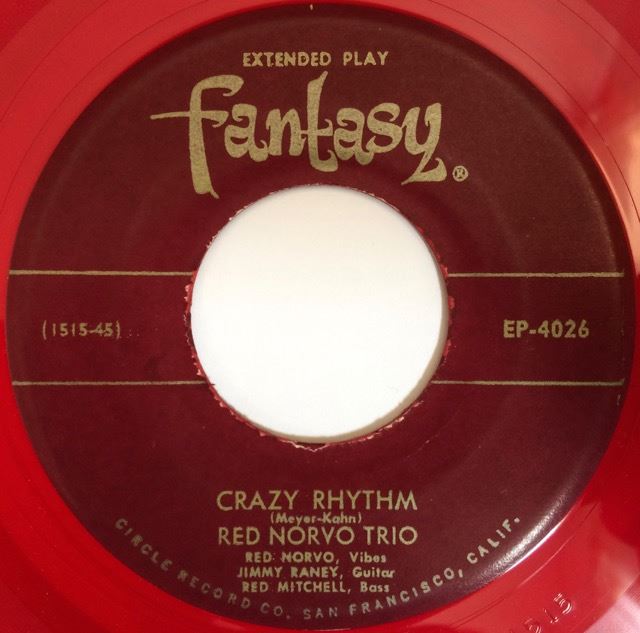 EXTENDED PLAY
fantasy®
(1515-45)
EP-4026
CRAZY RHYTHM
(Meyer-Kahn)
RED NORVO TRIO
RED NORVO, Vibes
JIMMY RANEY, Guitar
RED MITCHELL, Bass
CIRCLE RECORD CO. SAN FRANCISCO, CALIF.
1515